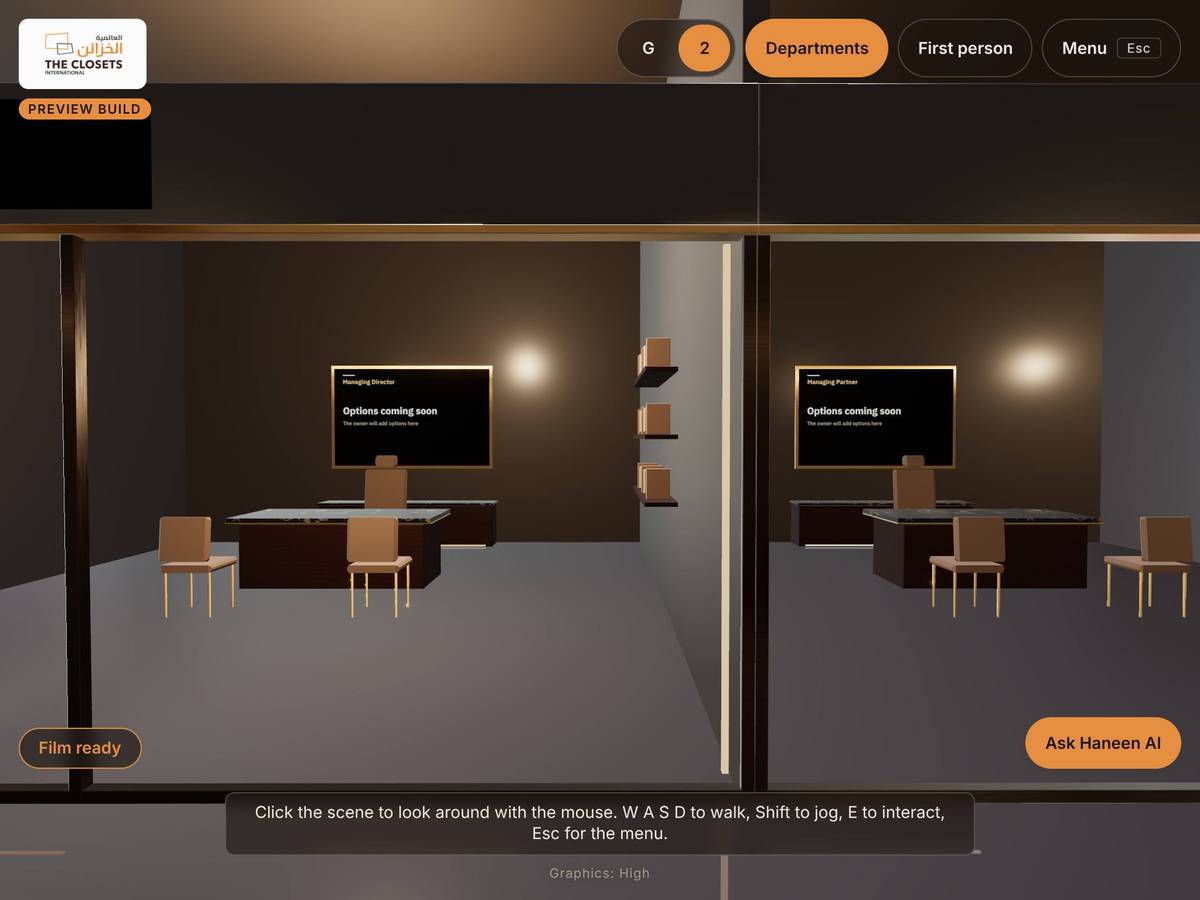 العالمية
الخزائن
THE CLOSETS
INTERNATIONAL
G
2
Departments
First person
Menu
Esc
PREVIEW BUILD
Managing Director
Options coming soon
The owner will add options here
Managing Partner
Options coming soon
The owner will add options here
Film ready
Ask Haneen AI
Click the scene to look around with the mouse. W A S D to walk, Shift to jog, E to interact,
Esc for the menu.
Graphics: High